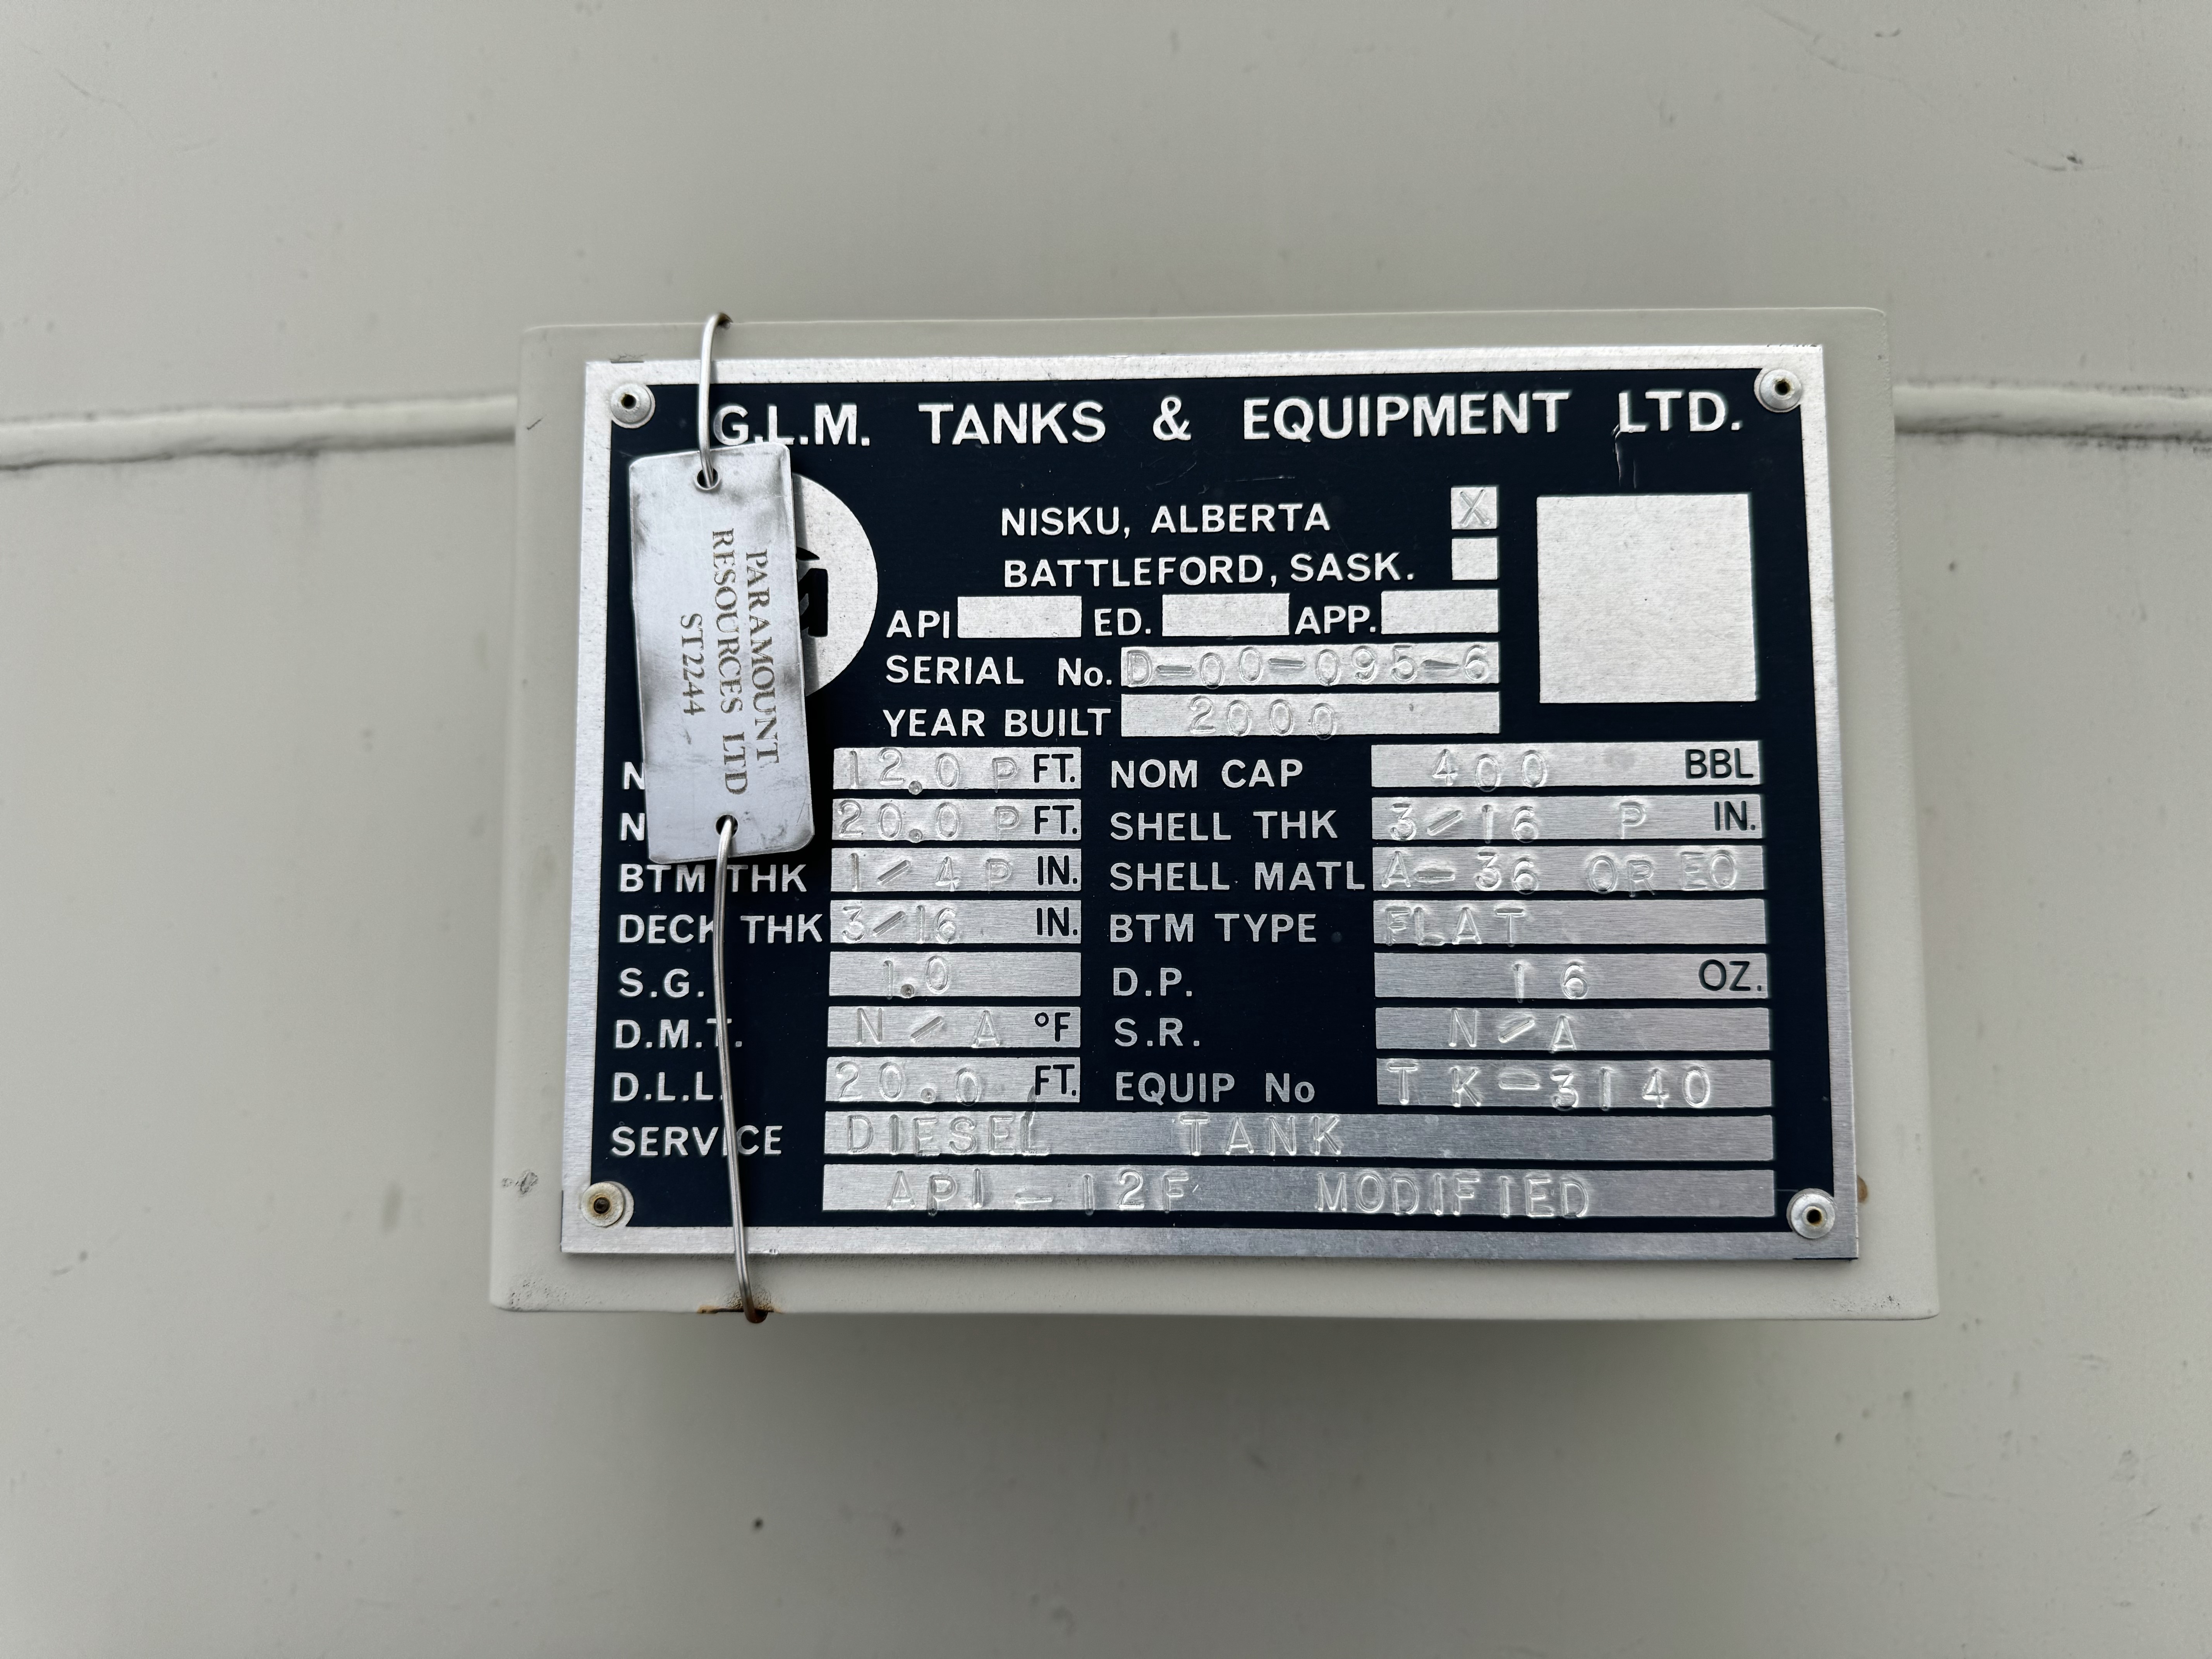 G.L.M. TANKS & EQUIPMENT LTD.
PARAMOUNT
RESOURCES LTD
ST2244
NISKU, ALBERTA X
BATTLEFORD, SASK.
API ED. APP.
SERIAL No. D-00-095-6
YEAR BUILT 2000
12.0 P FT. NOM CAP 400 BBL
20.0 P FT. SHELL THK 3/16 P IN.
BTM THK 1/4 P IN. SHELL MATL A-36 OR EQ
DECK THK 3/16 IN. BTM TYPE FLAT
S.G. 1.0 D.P. 16 OZ.
D.M.T. N/A °F S.R. N/A
D.L.L. 20.0 FT. EQUIP No TK-3140
SERVICE DIESEL TANK
API-12F MODIFIED